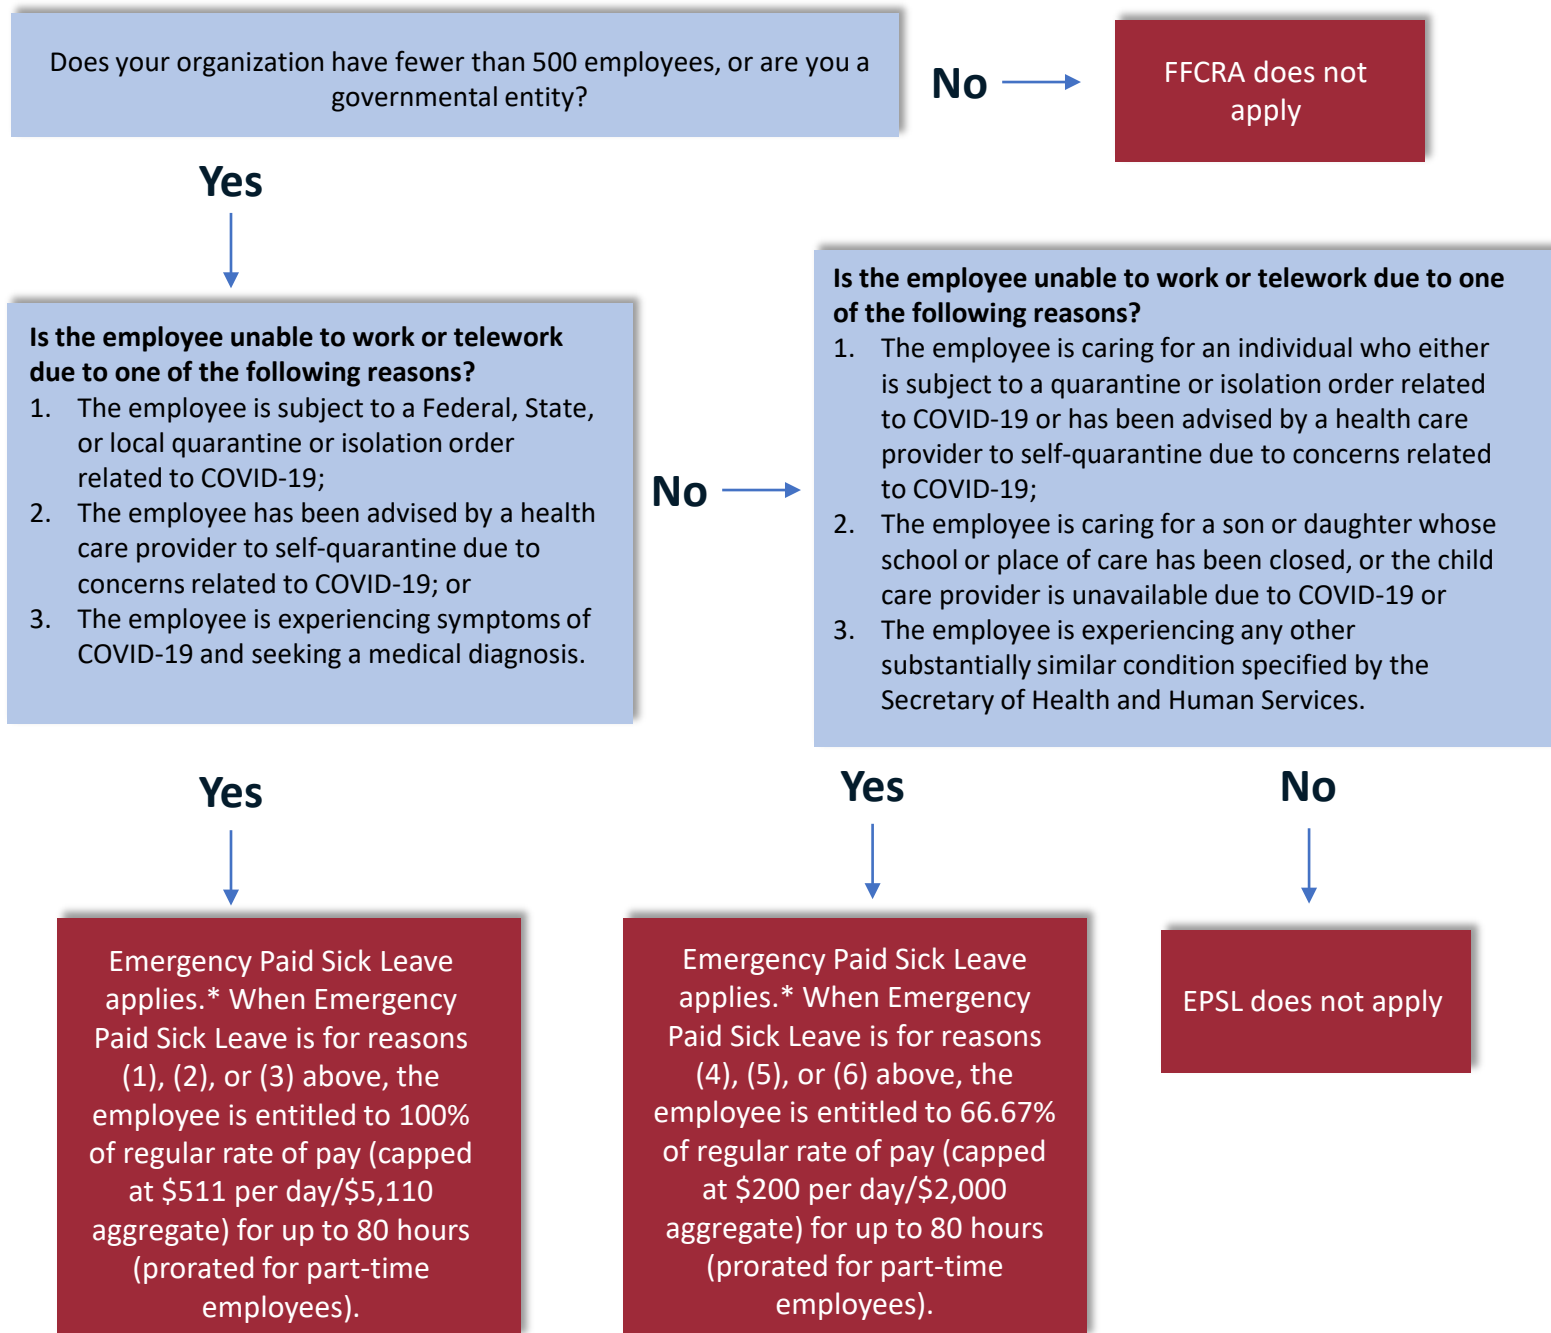 Does your organization have fewer than 500 employees, or are you a
governmental entity?
No
FFCRA does not
apply
Yes
Is the employee unable to work or telework
due to one of the following reasons?
1. The employee is subject to a Federal, State,
or local quarantine or isolation order
related to COVID-19;
2. The employee has been advised by a health
care provider to self-quarantine due to
concerns related to COVID-19; or
3. The employee is experiencing symptoms of
COVID-19 and seeking a medical diagnosis.
No
Is the employee unable to work or telework due to one
of the following reasons?
1. The employee is caring for an individual who either
is subject to a quarantine or isolation order related
to COVID-19 or has been advised by a health care
provider to self-quarantine due to concerns related
to COVID-19;
2. The employee is caring for a son or daughter whose
school or place of care has been closed, or the child
care provider is unavailable due to COVID-19 or
3. The employee is experiencing any other
substantially similar condition specified by the
Secretary of Health and Human Services.
Yes
Emergency Paid Sick Leave
applies.* When Emergency
Paid Sick Leave is for reasons
(1), (2), or (3) above, the
employee is entitled to 100%
of regular rate of pay (capped
at $511 per day/$5,110
aggregate) for up to 80 hours
(prorated for part-time
employees).
Yes
Emergency Paid Sick Leave
applies.* When Emergency
Paid Sick Leave is for reasons
(4), (5), or (6) above, the
employee is entitled to 66.67%
of regular rate of pay (capped
at $200 per day/$2,000
aggregate) for up to 80 hours
(prorated for part-time
employees).
No
EPSL does not apply